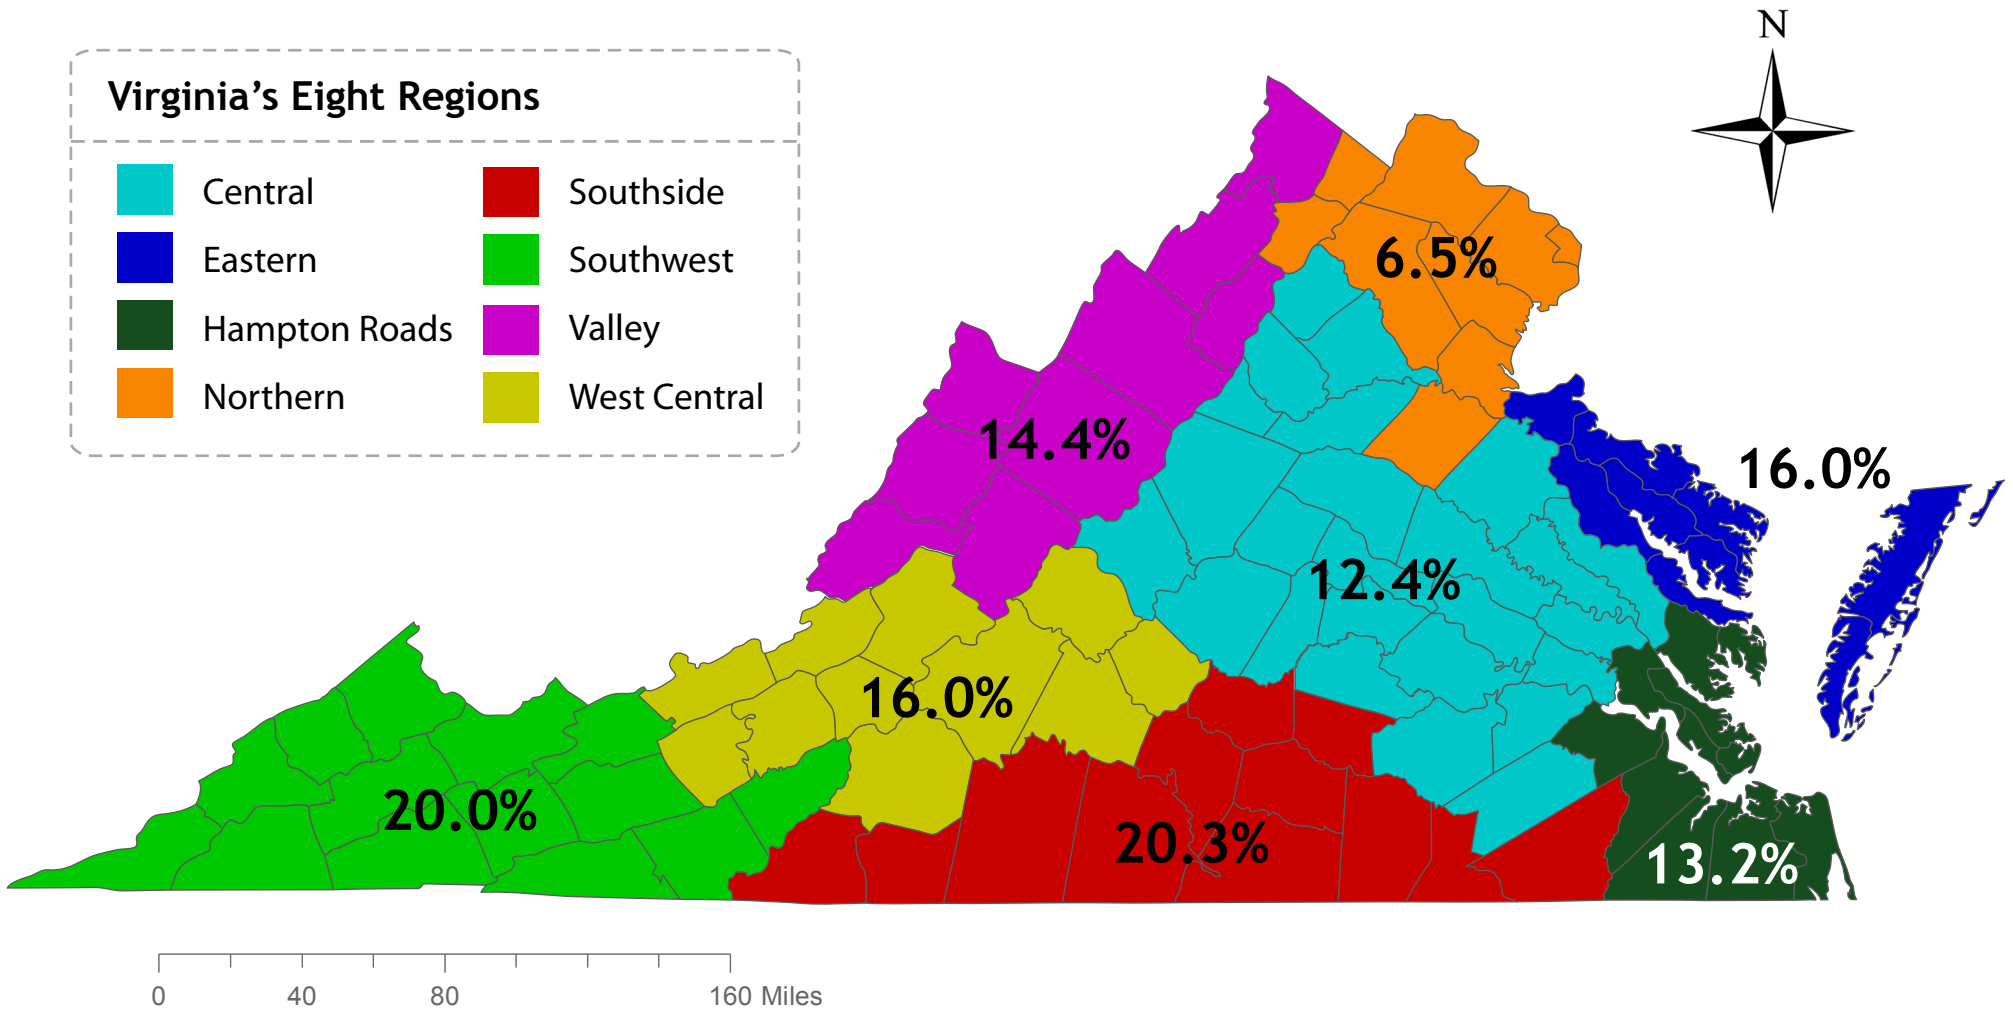 N
Virginia’s Eight Regions
Central
Southside
Eastern
Southwest
Hampton Roads
Valley
Northern
West Central
6.5%
14.4%
16.0%
12.4%
16.0%
20.0%
20.3%
13.2%
0 40 80 160 Miles